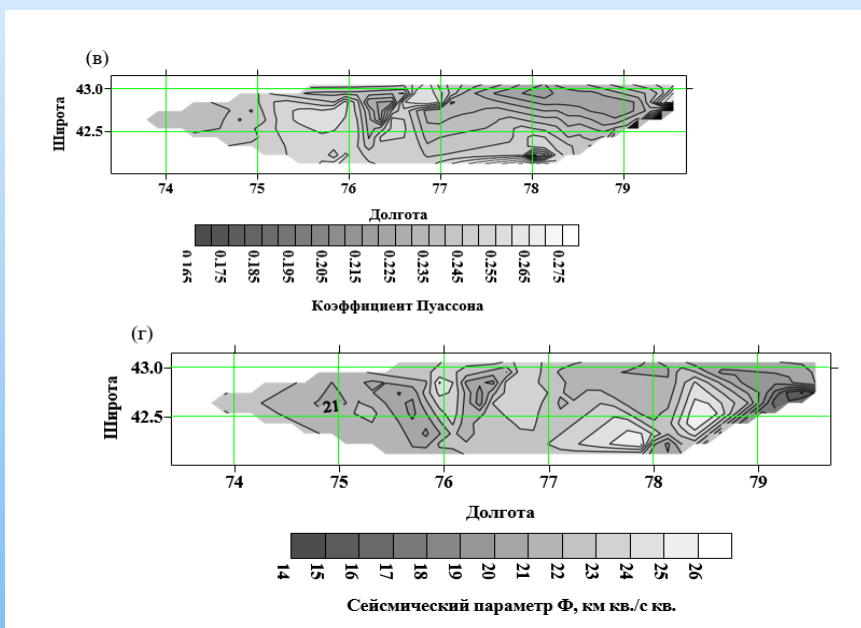 (в)
43.0
42.5
Широта
74 75 76 77 78 79
Долгота
0.165 0.175 0.185 0.195 0.205 0.215 0.225 0.235 0.245 0.255 0.265 0.275
Коэффициент Пуассона
(г)
43.0
42.5
Широта
21
74 75 76 77 78 79
Долгота
14 15 16 17 18 19 20 21 22 23 24 25 26
Сейсмический параметр Ф, км кв./с кв.